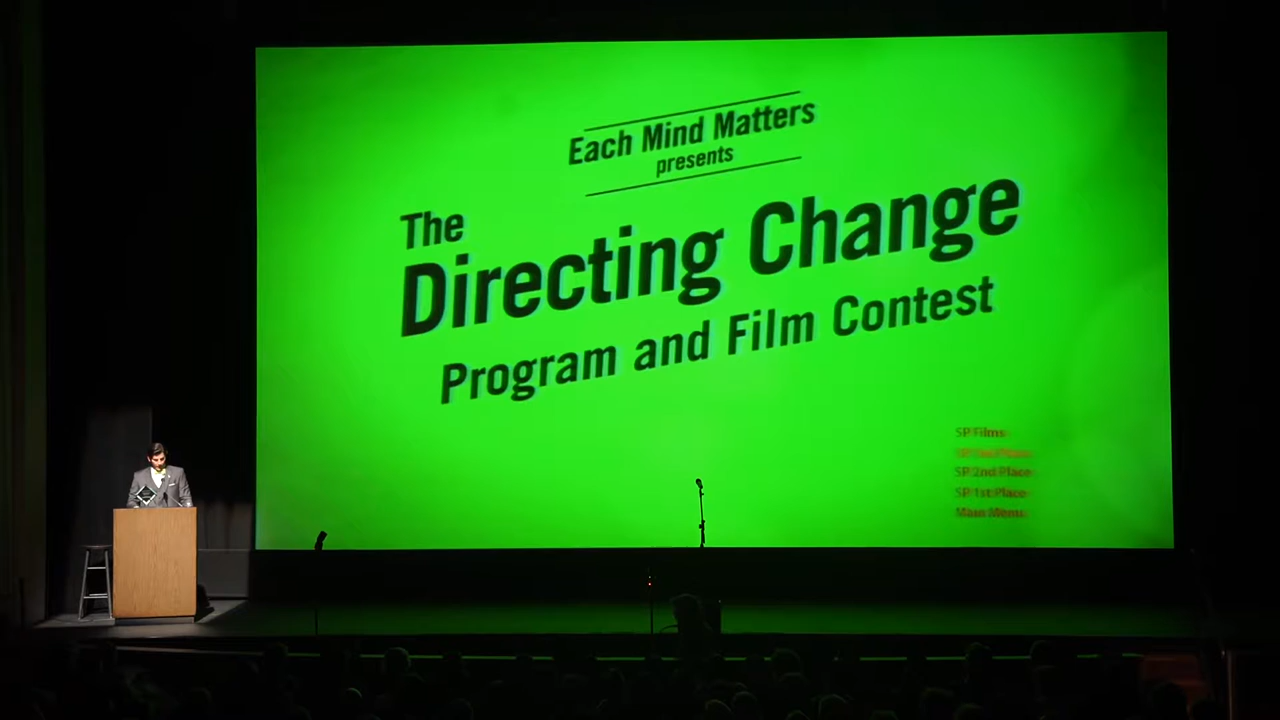 Each Mind Matters
presents
The
Directing Change
Program and Film Contest
SP Films
SP 2nd Place
SP 1st Place
Main Menu